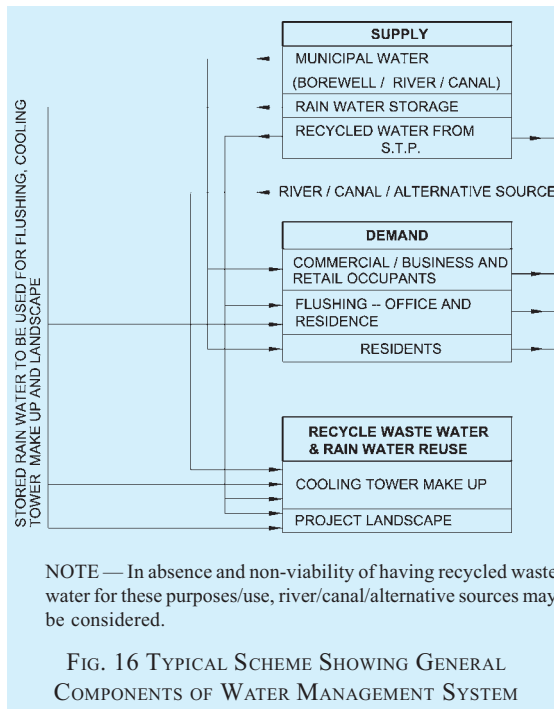 SUPPLY
MUNICIPAL WATER
(BOREWELL / RIVER / CANAL)
RAIN WATER STORAGE
RECYCLED WATER FROM
S.T.P.
RIVER / CANAL / ALTERNATIVE SOURCE
STORED RAIN WATER TO BE USED FOR FLUSHING, COOLING
TOWER MAKE UP AND LANDSCAPE
DEMAND
COMMERCIAL / BUSINESS AND
RETAIL OCCUPANTS
FLUSHING -- OFFICE AND
RESIDENCE
RESIDENTS
RECYCLE WASTE WATER
& RAIN WATER REUSE
COOLING TOWER MAKE UP
PROJECT LANDSCAPE
NOTE — In absence and non-viability of having recycled waste
water for these purposes/use, river/canal/alternative sources may
be considered.
FIG. 16 TYPICAL SCHEME SHOWING GENERAL
COMPONENTS OF WATER MANAGEMENT SYSTEM